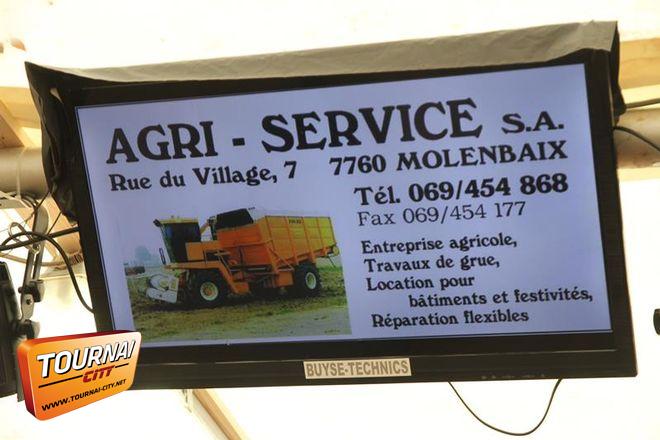 AGRI - SERVICE S.A.
Rue du Village, 7 7760 MOLENBAIX
Tél. 069/454 868
Fax 069/454 177
Entreprise agricole,
Travaux de grue,
Location pour
bâtiments et festivités,
Réparation flexibles
BUYSE-TECHNICS
TOURNAI
CITY
WWW.TOURNAI-CITY.NET